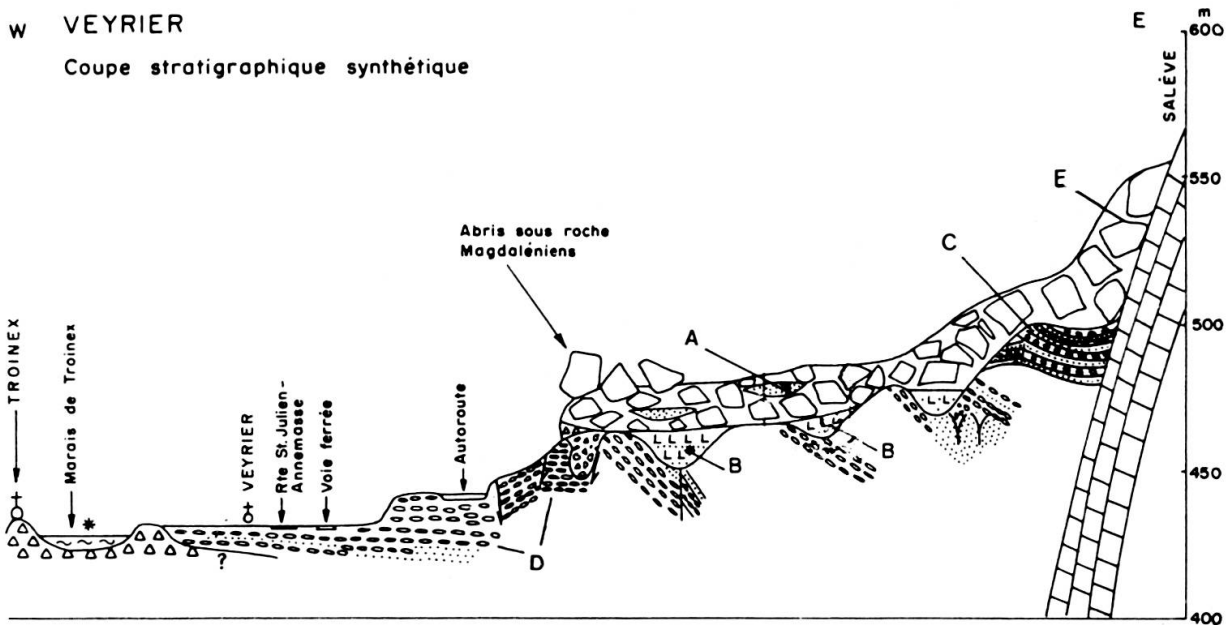 W VEYRIER E m
600
Coupe stratigraphique synthétique
SALÈVE
550
E
Abris sous roche
Magdaléniens
C
500
A
TROINEX
Marais de Troinex
VEYRIER
Rte St. Julien-
Annemasse
Voie ferrée
Autoroute
L L
L L
B
L L L L
L L
B
450
?
D
400